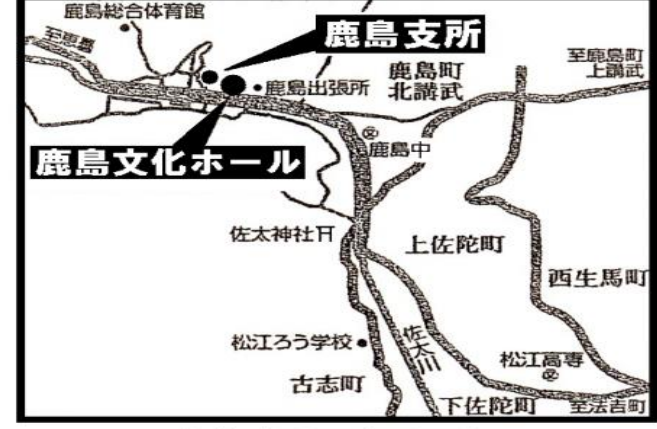 鹿島総合体育館
至恵曇
鹿島支所
鹿島出張所
鹿島町
北講武
至鹿島町
上講武
鹿島文化ホール
鹿島中
佐太神社
上佐陀町
西生馬町
松江ろう学校
佐太川
松江高専
古志町
下佐陀町
至法吉町